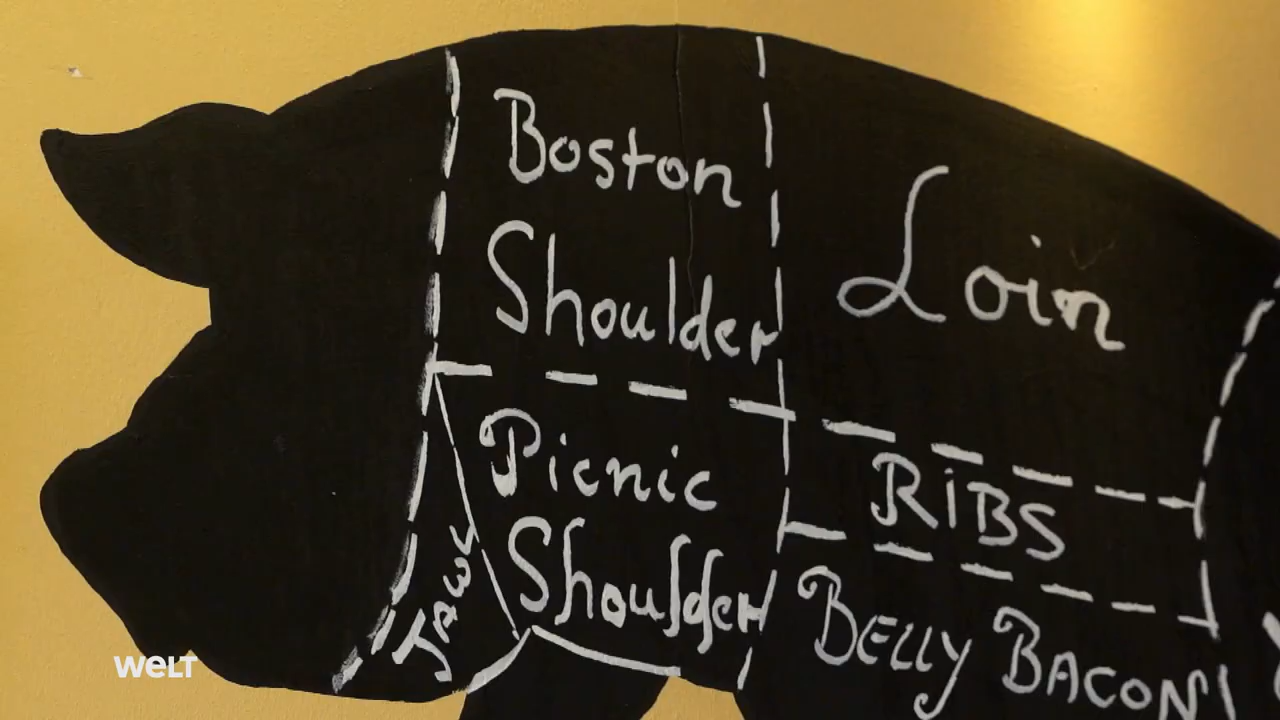 Boston
Shoulder
Loin
Picnic
Shoulder
RiBS
JAWL
BELLY BACON
WELT